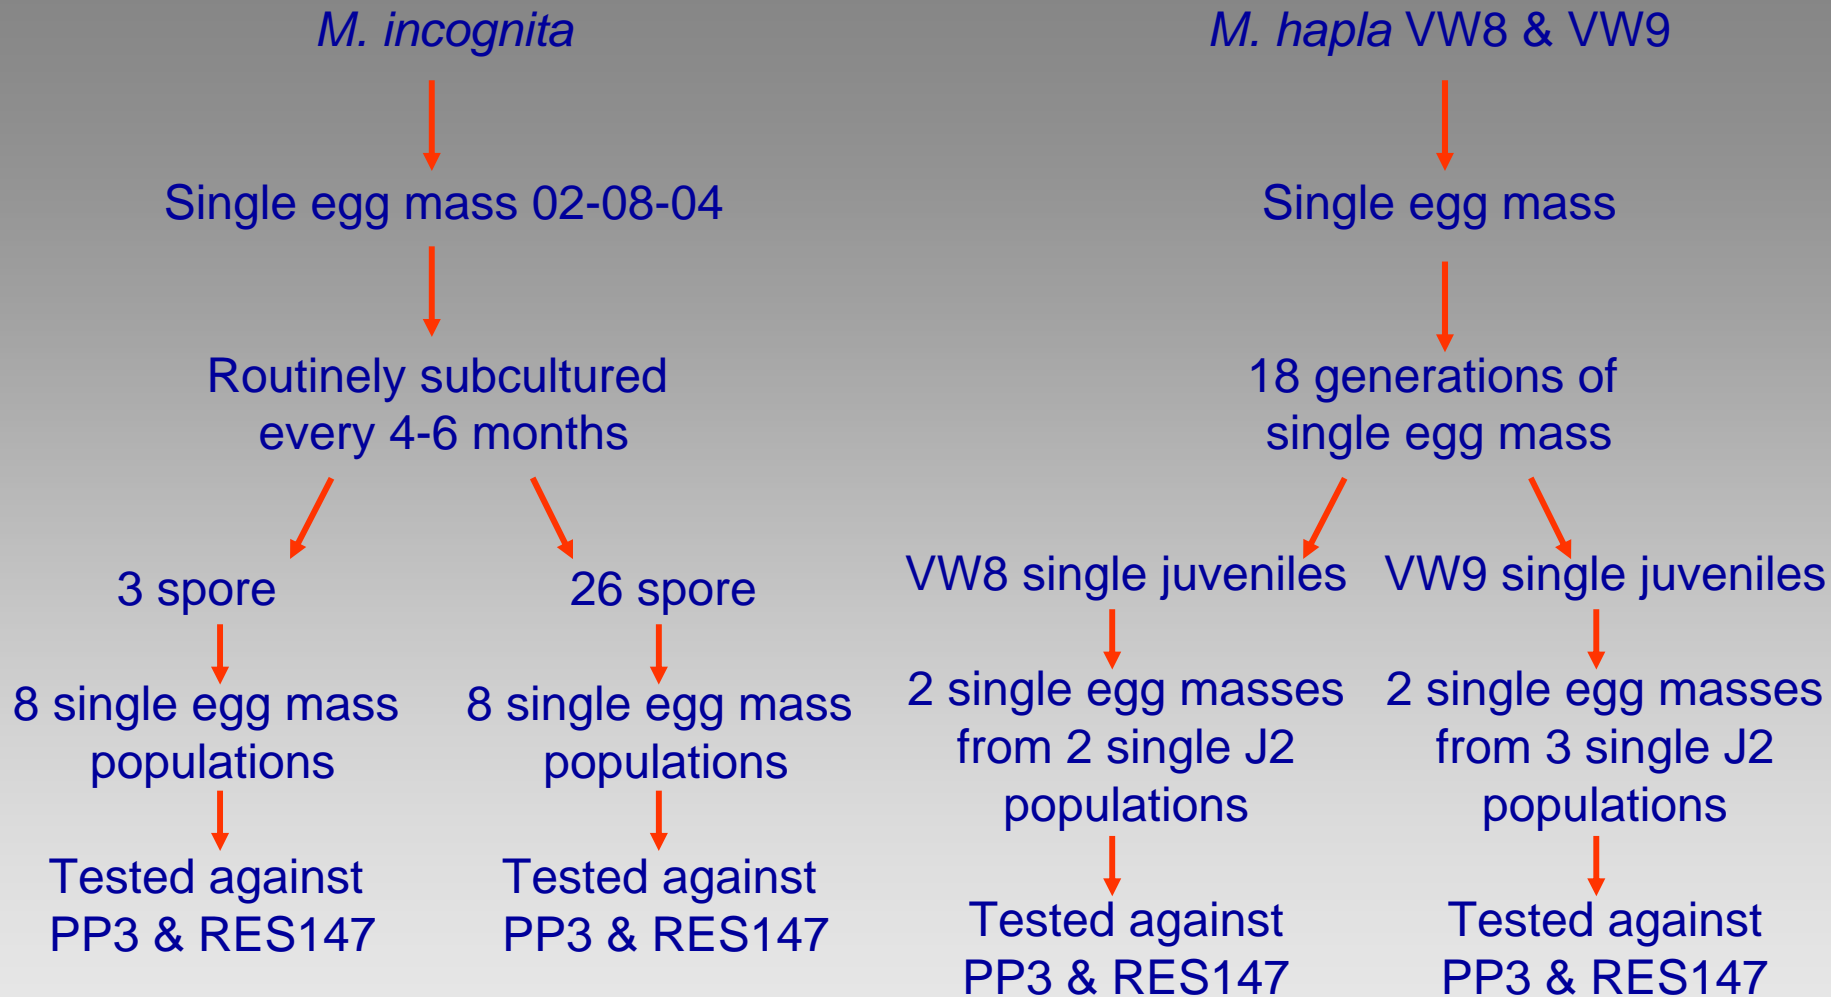 M. incognita
Single egg mass 02-08-04
Routinely subcultured
every 4-6 months
3 spore
8 single egg mass
populations
Tested against
PP3 & RES147
26 spore
8 single egg mass
populations
Tested against
PP3 & RES147
M. hapla VW8 & VW9
Single egg mass
18 generations of
single egg mass
VW8 single juveniles
2 single egg masses
from 2 single J2
populations
Tested against
PP3 & RES147
VW9 single juveniles
2 single egg masses
from 3 single J2
populations
Tested against
PP3 & RES147